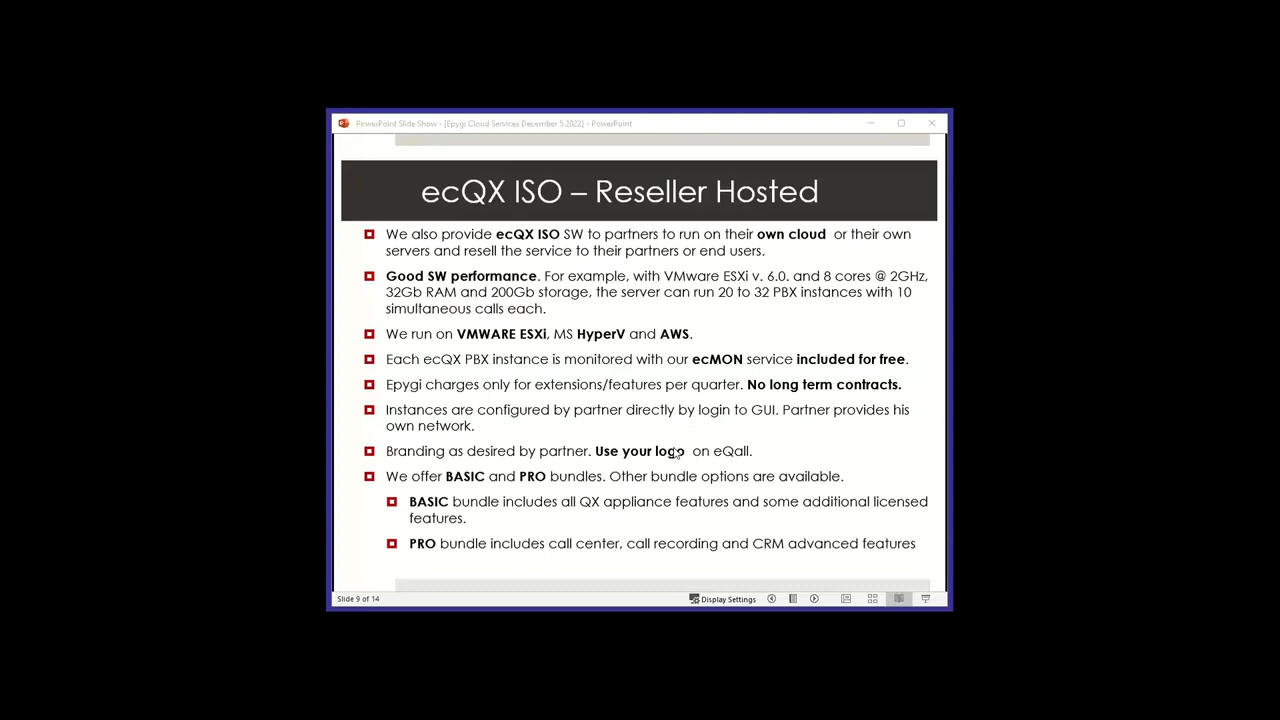 PowerPoint Slide Show - [Epygi Cloud Services December 5 2022] - PowerPoint
ecQX ISO – Reseller Hosted
We also provide ecQX ISO SW to partners to run on their own cloud or their own
servers and resell the service to their partners or end users.
Good SW performance. For example, with VMware ESXi v. 6.0. and 8 cores @ 2GHz,
32Gb RAM and 200Gb storage, the server can run 20 to 32 PBX instances with 10
simultaneous calls each.
We run on VMWARE ESXi, MS HyperV and AWS.
Each ecQX PBX instance is monitored with our ecMON service included for free.
Epygi charges only for extensions/features per quarter. No long term contracts.
Instances are configured by partner directly by login to GUI. Partner provides his
own network.
Branding as desired by partner. Use your logo on eQall.
We offer BASIC and PRO bundles. Other bundle options are available.
BASIC bundle includes all QX appliance features and some additional licensed
features.
PRO bundle includes call center, call recording and CRM advanced features
Slide 9 of 14
Display Settings